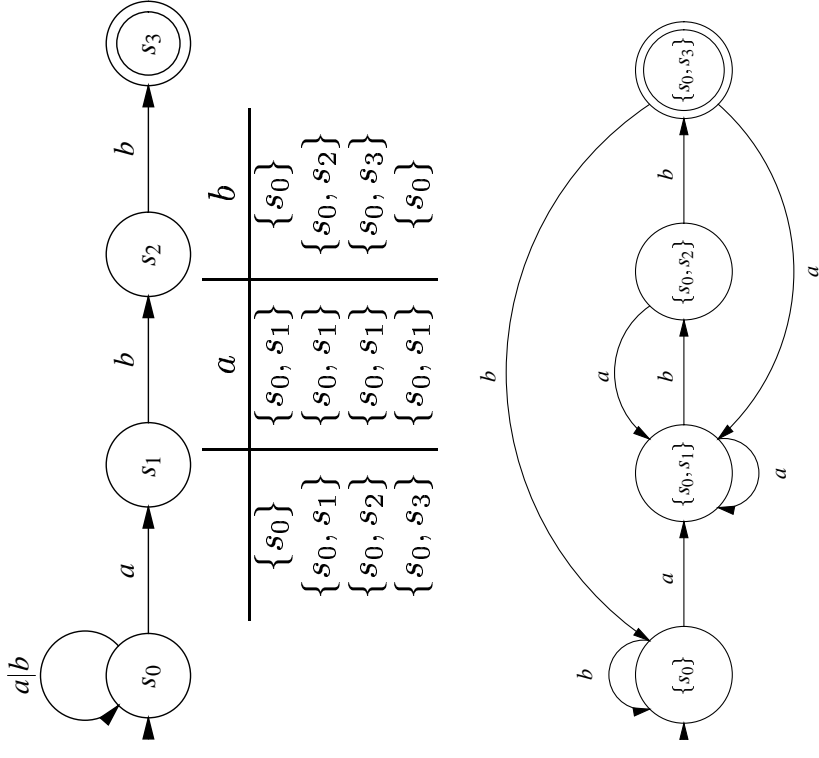 a|b
a b b
s₀ s₁ s₂ s₃
a b
{s₀} {s₀, s₁} {s₀}
{s₀, s₁} {s₀, s₁} {s₀, s₂}
{s₀, s₂} {s₀, s₁} {s₀, s₃}
{s₀, s₃} {s₀, s₁} {s₀}
b
b a
a b b
{s₀} {s₀,s₁} {s₀,s₂} {s₀,s₃}
a
a